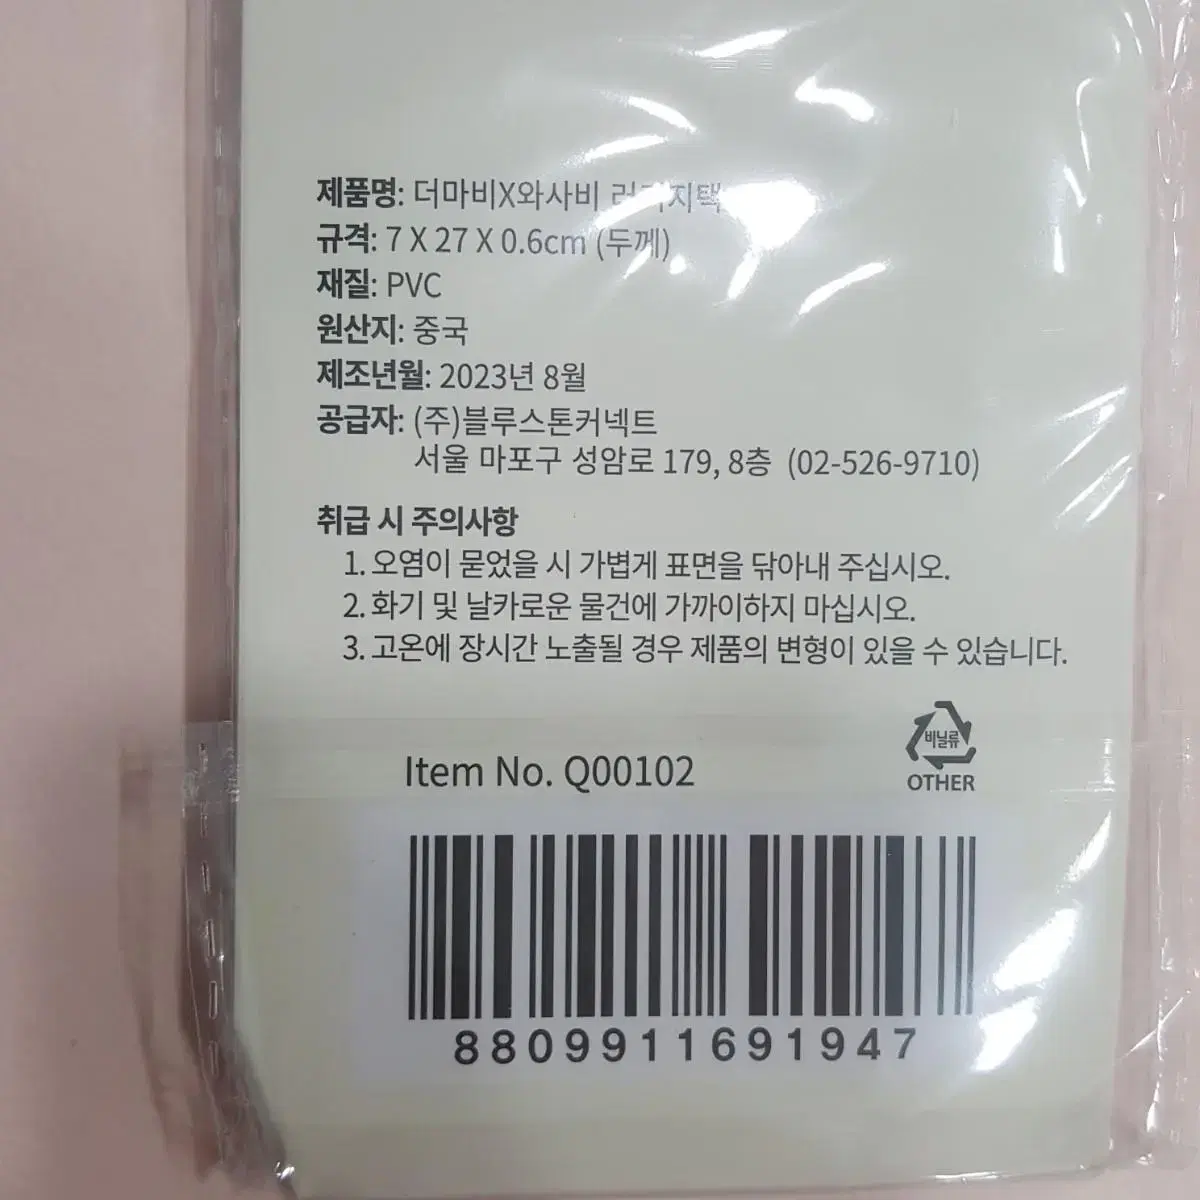 제품명: 더마비X와사비 러기지택
규격: 7 X 27 X 0.6cm (두께)
재질: PVC
원산지: 중국
제조년월: 2023년 8월
공급자: (주)블루스톤커넥트
서울 마포구 성암로 179, 8층 (02-526-9710)
취급 시 주의사항
1. 오염이 묻었을 시 가볍게 표면을 닦아내 주십시오.
2. 화기 및 날카로운 물건에 가까이하지 마십시오.
3. 고온에 장시간 노출될 경우 제품의 변형이 있을 수 있습니다.
비닐류
OTHER
Item No. Q00102
8809911691947